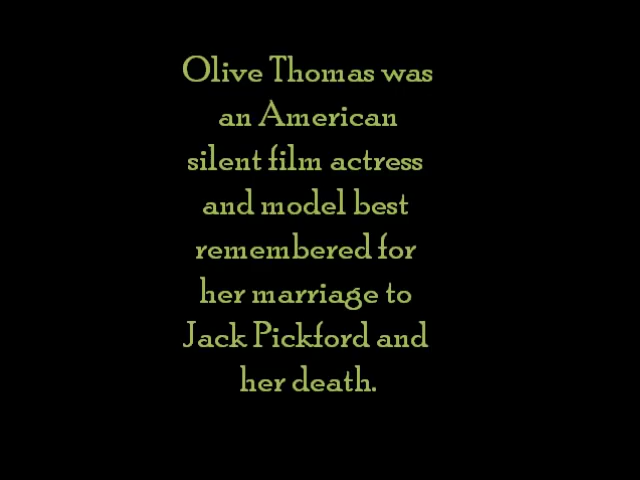 Olive Thomas was
an American
silent film actress
and model best
remembered for
her marriage to
Jack Pickford and
her death.